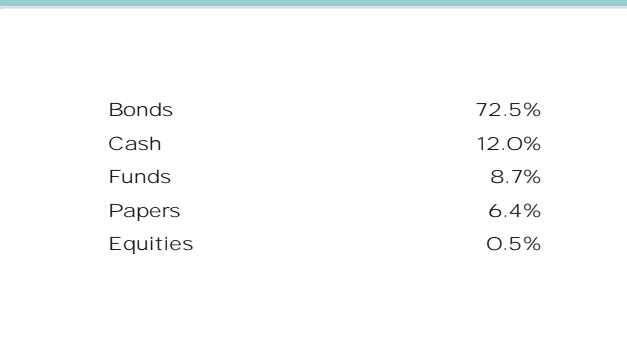 Bonds 72.5%
Cash 12.0%
Funds 8.7%
Papers 6.4%
Equities 0.5%